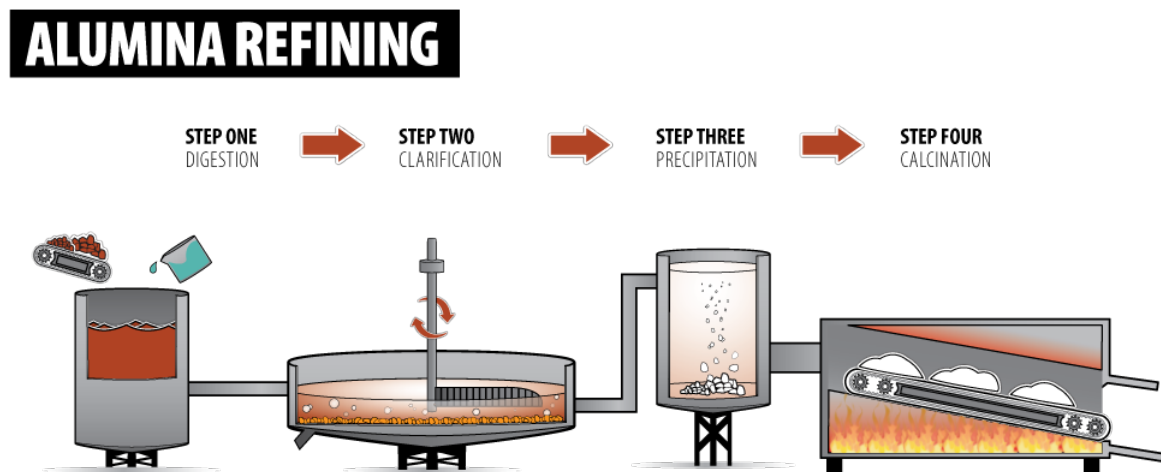 ALUMINA REFINING
STEP ONE
DIGESTION
STEP TWO
CLARIFICATION
STEP THREE
PRECIPITATION
STEP FOUR
CALCINATION